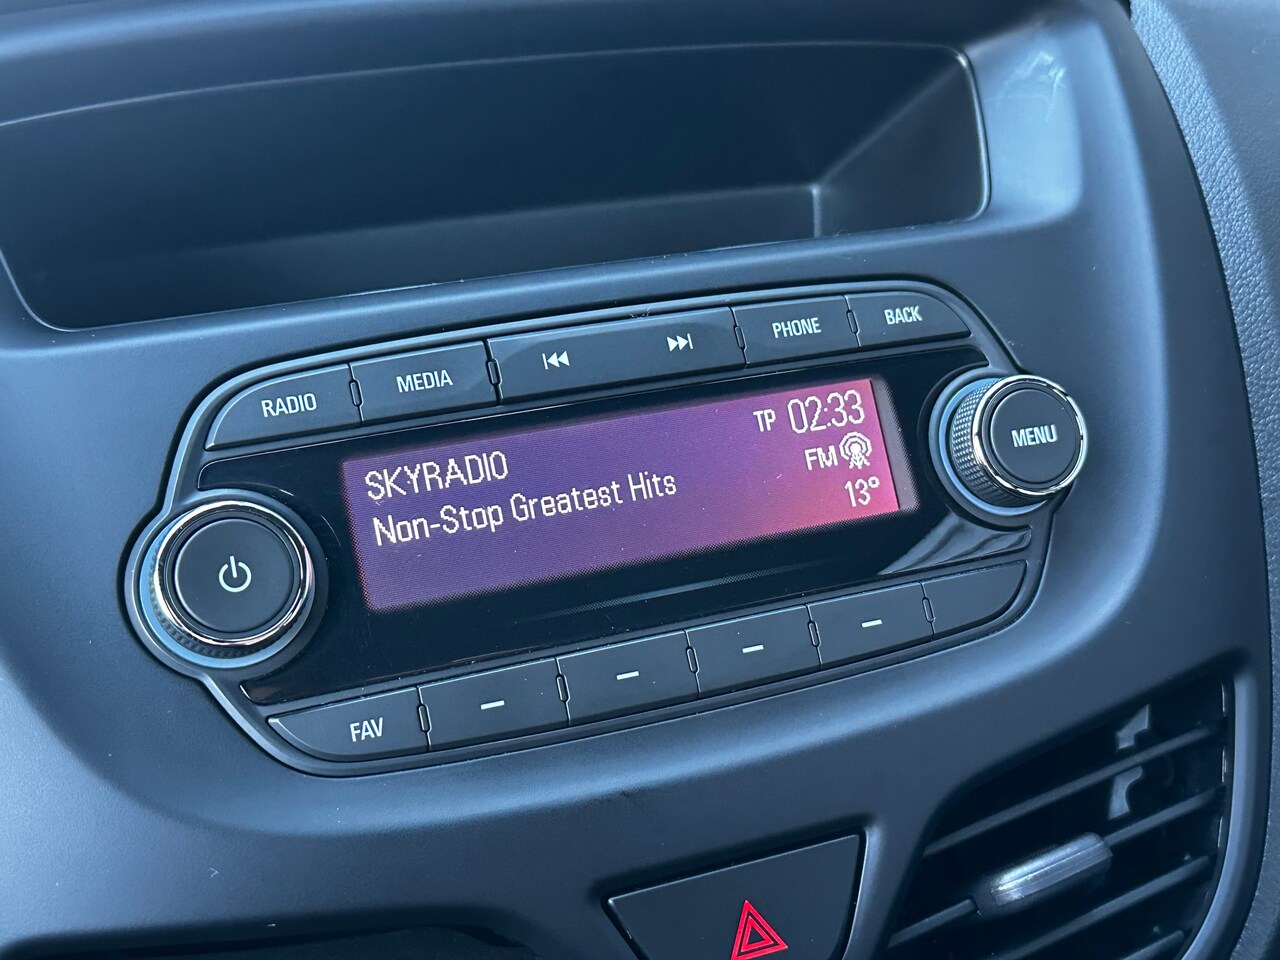 RADIO MEDIA PHONE BACK
TP 02:33
SKYRADIO FM
Non-Stop Greatest Hits 13°
MENU
FAV